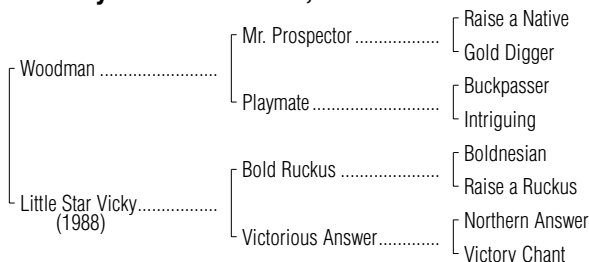 Raise a Native
Mr. Prospector ..................
Gold Digger
Woodman .........................
Buckpasser
Playmate ...........................
Intriguing
Boldnesian
Bold Ruckus .....................
Raise a Ruckus
Little Star Vicky.................
(1988)
Northern Answer
Victorious Answer.............
Victory Chant